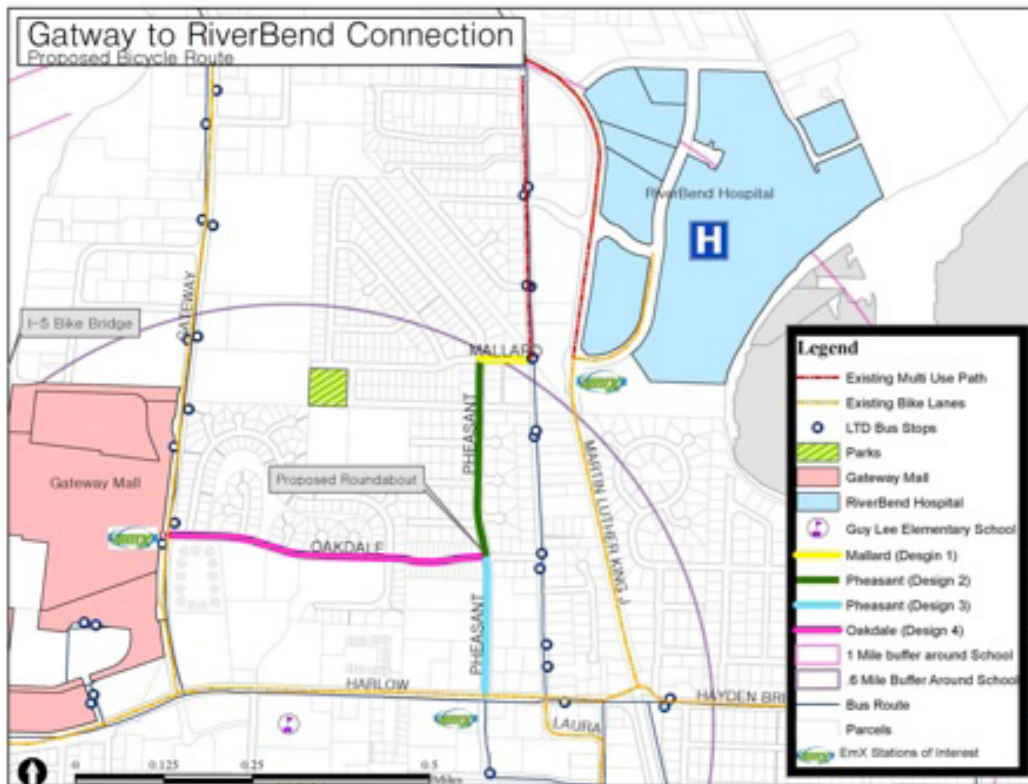 Gatway to RiverBend Connection
Proposed Bicycle Route
RiverBend Hospital
H
GATEWAY
I-5 Bike Bridge
MALLARD
PHEASANT
Gateway Mall
Proposed Roundabout
MARTIN LUTHER KING J
OAKDALE
PHEASANT
HARLOW
HAYDEN BRI
LAURA
0 0.125 0.25 0.5
Miles
Legend
Existing Multi Use Path
Existing Bike Lanes
LTD Bus Stops
Parks
Gateway Mall
RiverBend Hospital
Guy Lee Elementary School
Mallard (Desgin 1)
Pheasant (Design 2)
Pheasant (Design 3)
Oakdale (Design 4)
1 Mile buffer around School
.6 Mile Buffer Around School
Bus Route
Parcels
EmX Stations of Interest